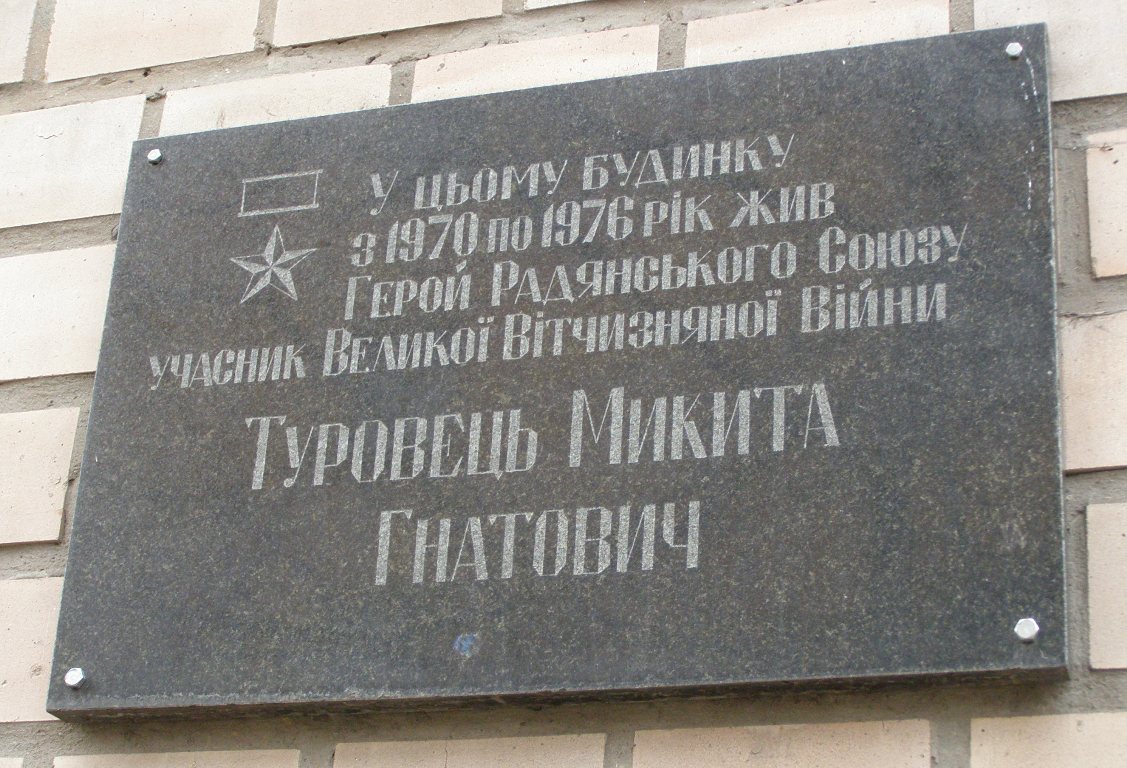 У цьому будинку
з 1970 по 1976 рік жив
Герой Радянського Союзу
учасник Великої Вітчизняної Війни
Туровець Микита
Гнатович